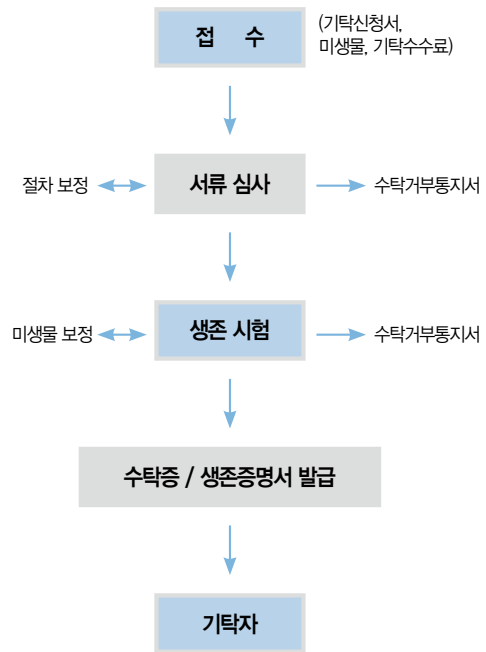 접 수
(기탁신청서,
미생물, 기탁수수료)
절차 보정
서류 심사
수탁거부통지서
미생물 보정
생존 시험
수탁거부통지서
수탁증 / 생존증명서 발급
기탁자